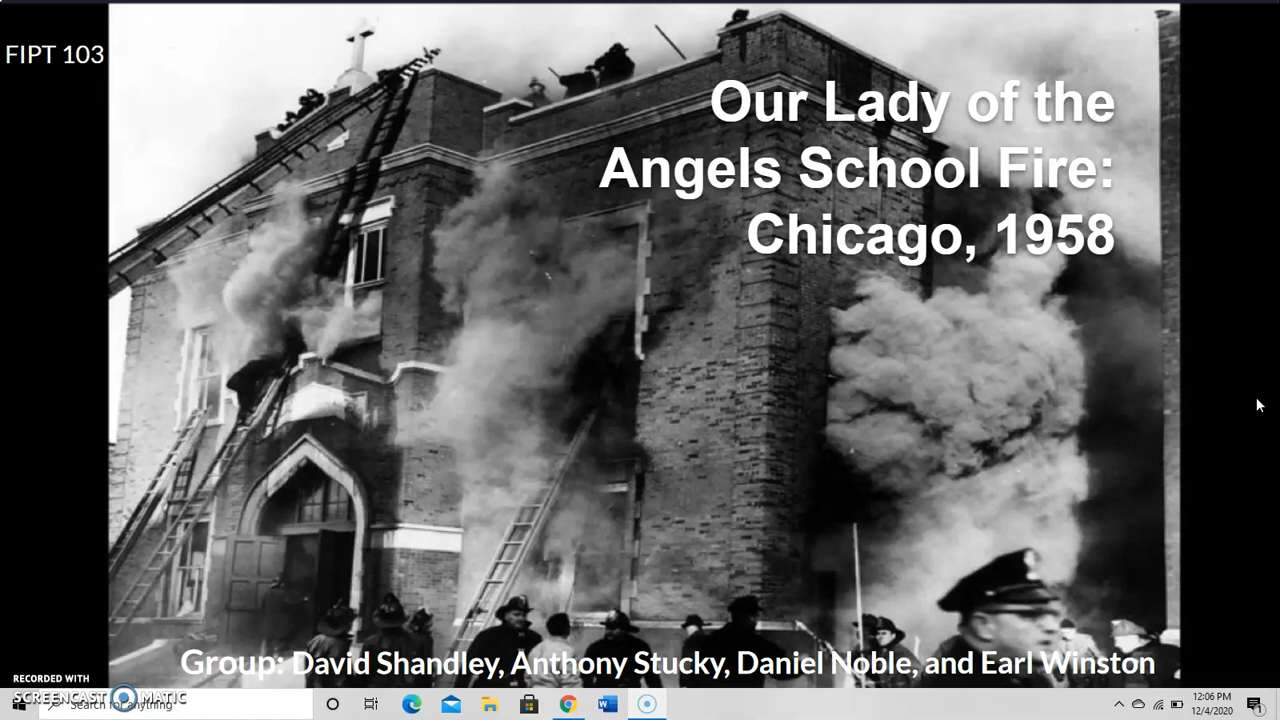 FIPT 103
Our Lady of the
Angels School Fire:
Chicago, 1958
Group: David Shandley, Anthony Stucky, Daniel Noble, and Earl Winston
RECORDED WITH
SCREENCAST MATIC
Search for anything
12:06 PM
12/4/2020
1